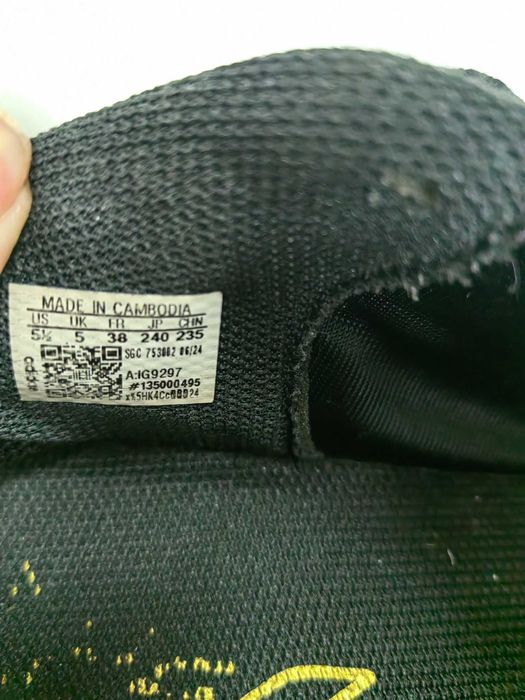 MADE IN CAMBODIA
US UK FR JP CHN
5½ 5 38 240 235
SGC 753002 06/24
A:IG9297
#135000495